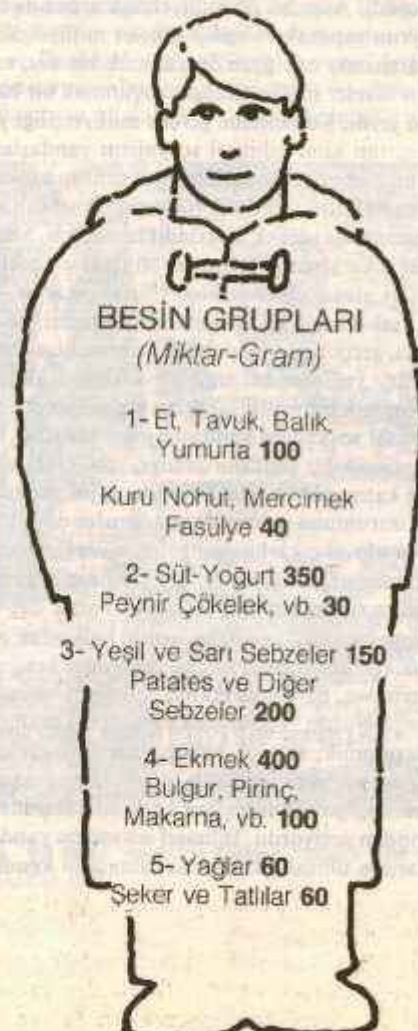 BESİN GRUPLARI
(Miktar-Gram)
1- Et, Tavuk, Balık,
Yumurta 100
Kuru Nohut, Mercimek
Fasülye 40
2- Süt-Yoğurt 350
Peynir Çökelek, vb. 30
3- Yeşil ve Sarı Sebzeler 150
Patates ve Diğer
Sebzeler 200
4- Ekmek 400
Bulgur, Pirinç,
Makarna, vb. 100
5- Yağlar 60
Şeker ve Tatlılar 60